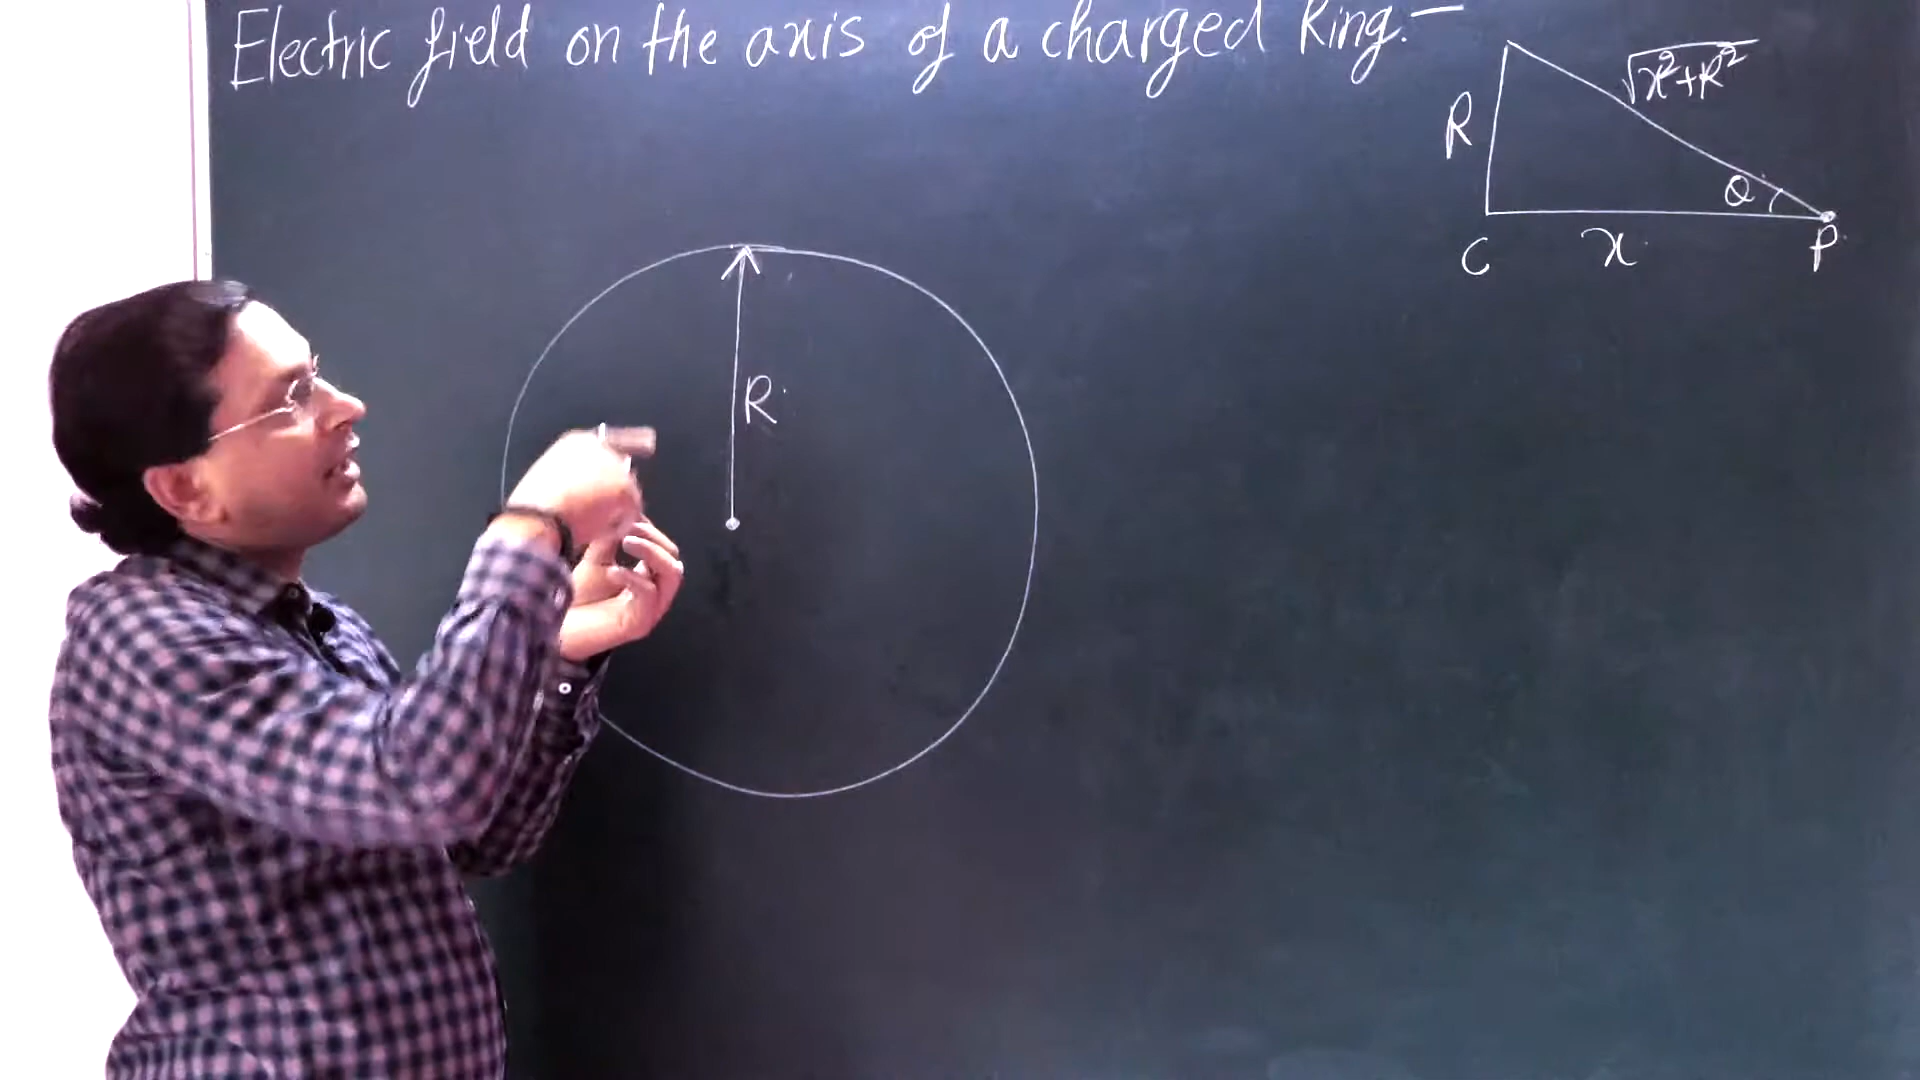 Electric field on the axis of a charged Ring:-
√x²+R²
R
θ
C
x
P
R